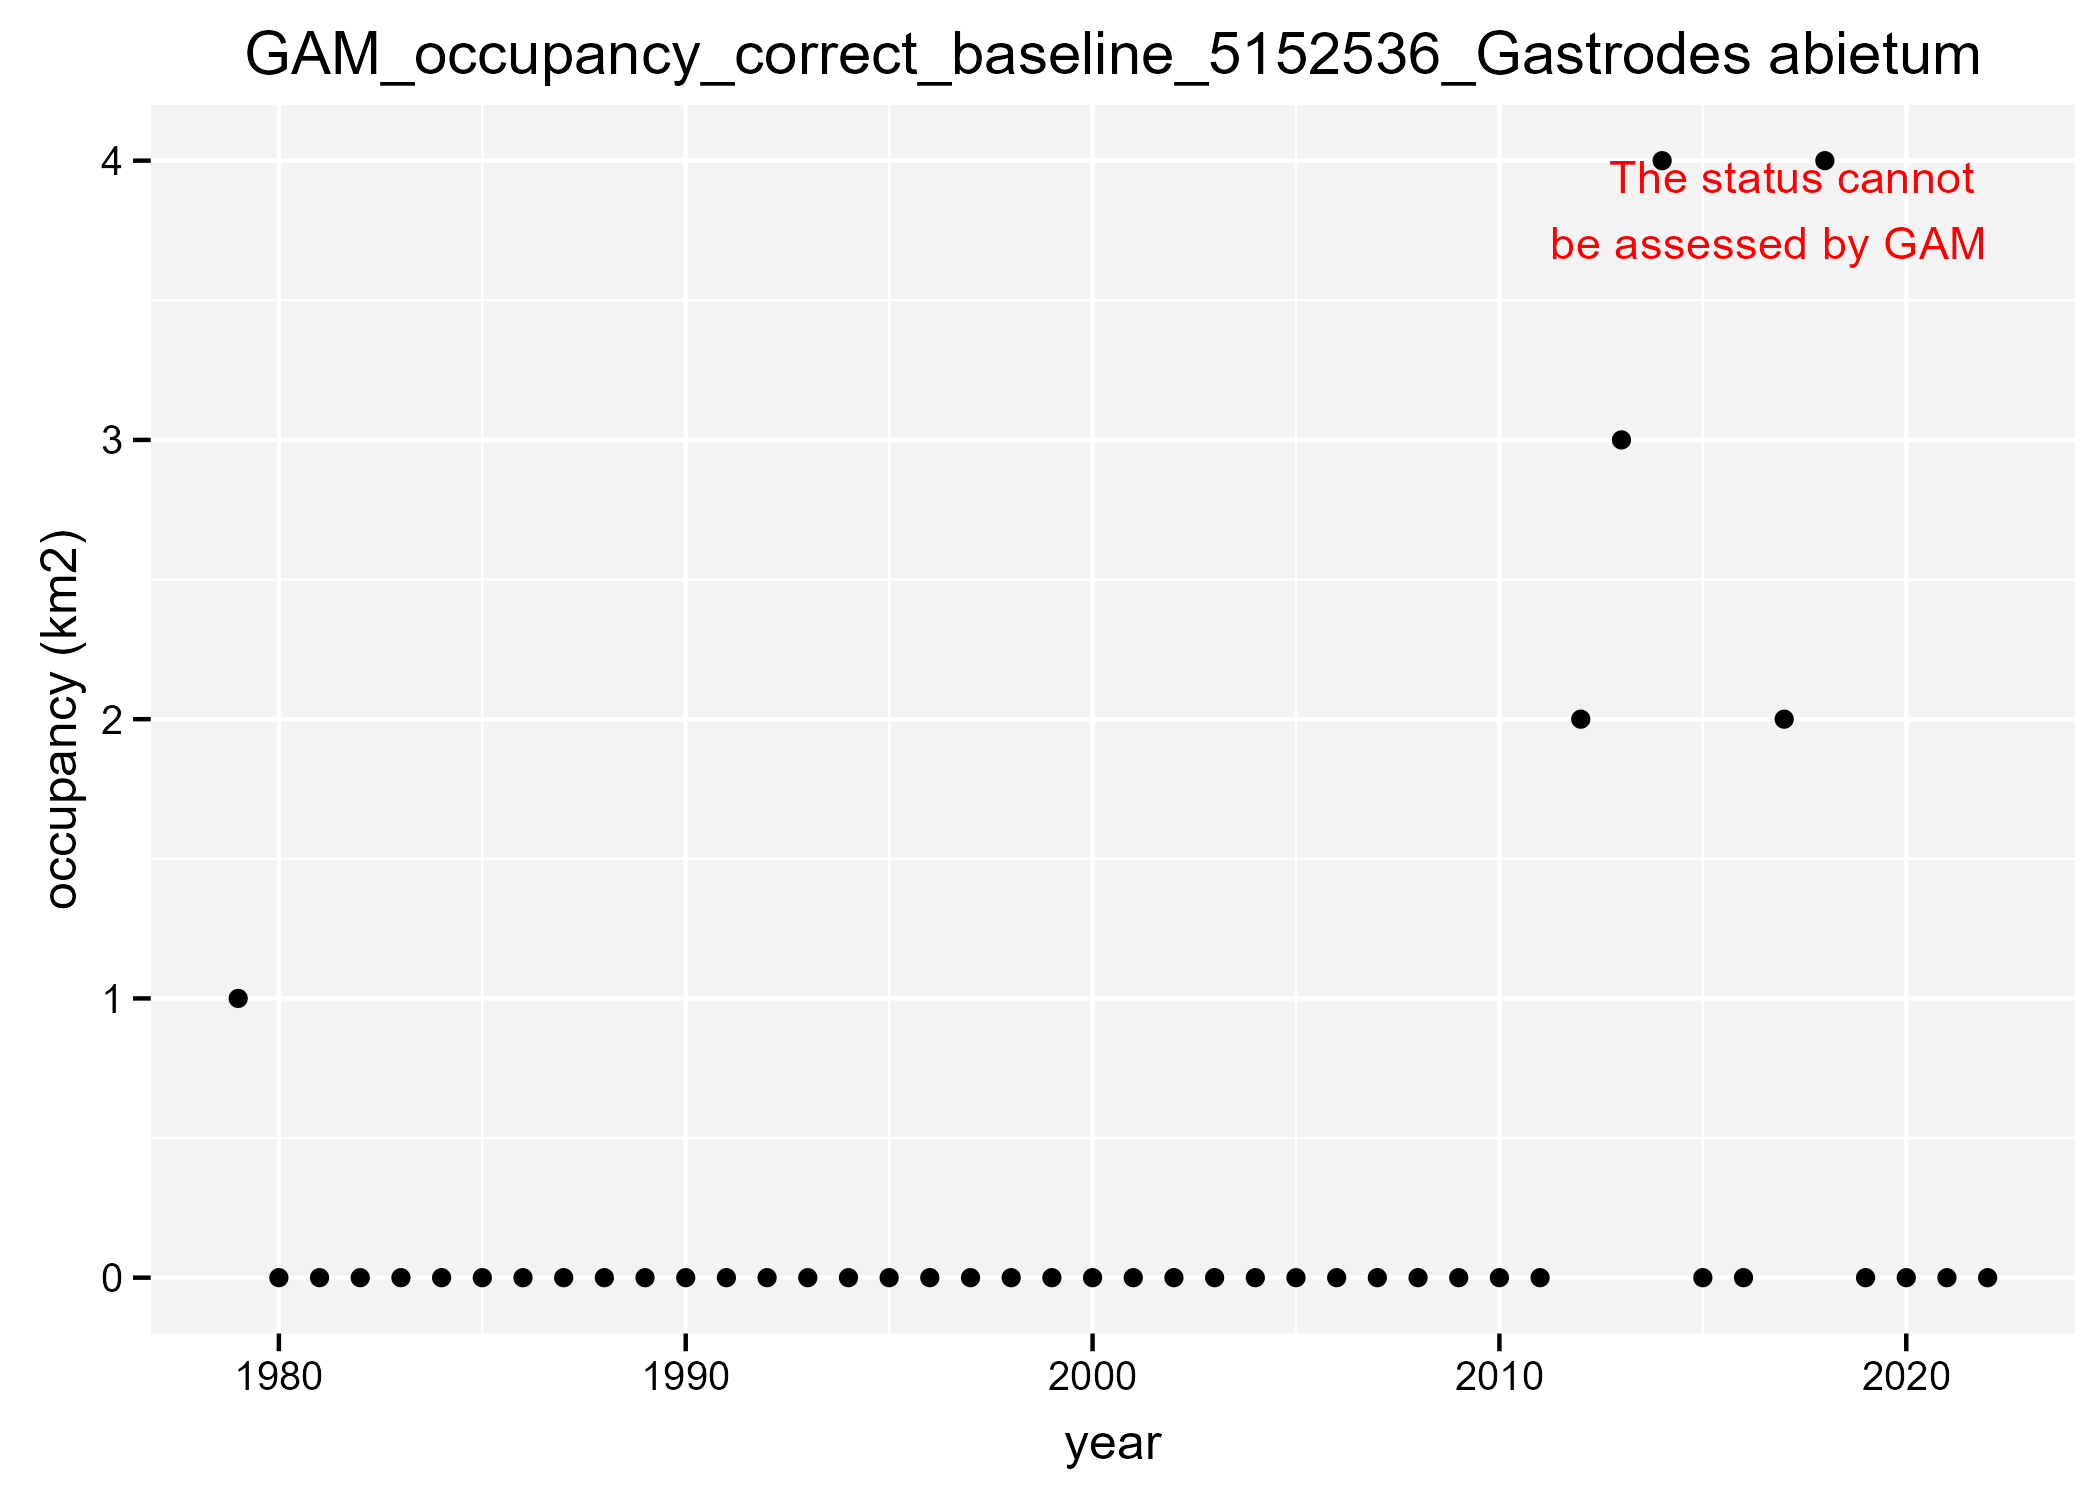 GAM_occupancy_correct_baseline_5152536_Gastrodes abietum
The status cannot
be assessed by GAM
4
3
2
1
0
occupancy (km2)
1980
1990
2000
2010
2020
year